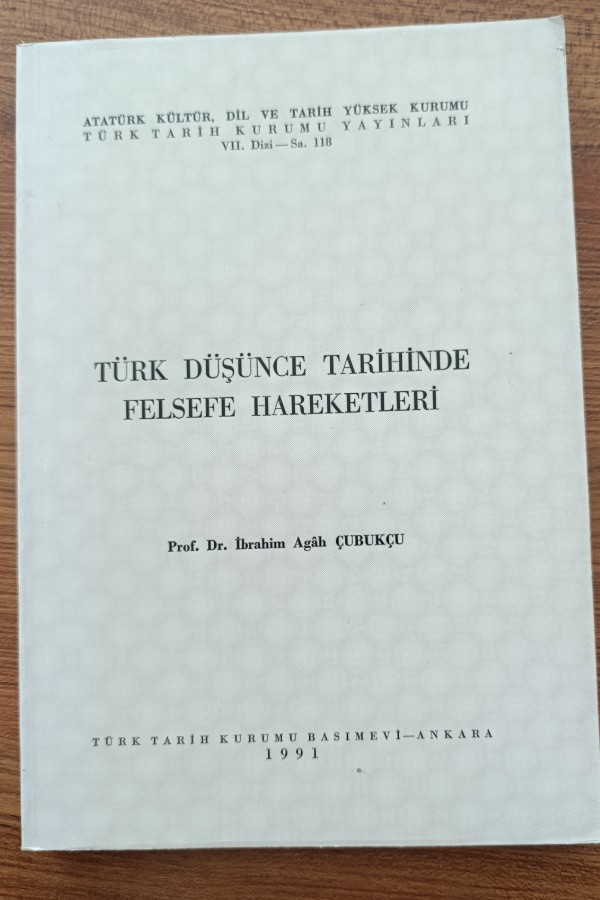 ATATÜRK KÜLTÜR, DİL VE TARİH YÜKSEK KURUMU
TÜRK TARİH KURUMU YAYINLARI
VII. Dizi — Sa. 118
TÜRK DÜŞÜNCE TARİHİNDE
FELSEFE HAREKETLERİ
Prof. Dr. İbrahim Agâh ÇUBUKÇU
TÜRK TARİH KURUMU BASIMEVİ—ANKARA
1991